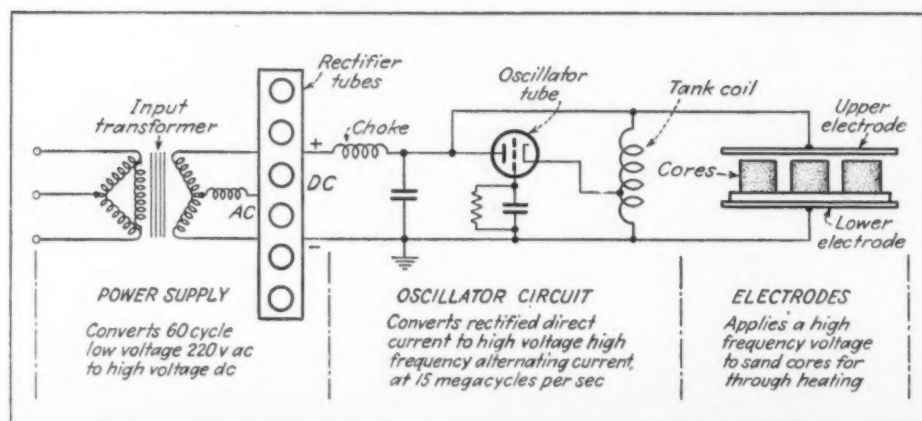 Rectifier
tubes
Input
transformer
Choke
Oscillator
tube
Tank coil
Upper
electrode
Cores
+
DC
AC
−
Lower
electrode
POWER SUPPLY
Converts 60 cycle
low voltage 220 v ac
to high voltage dc
OSCILLATOR CIRCUIT
Converts rectified direct
current to high voltage high
frequency alternating current,
at 15 megacycles per sec
ELECTRODES
Applies a high
frequency voltage
to sand cores for
through heating